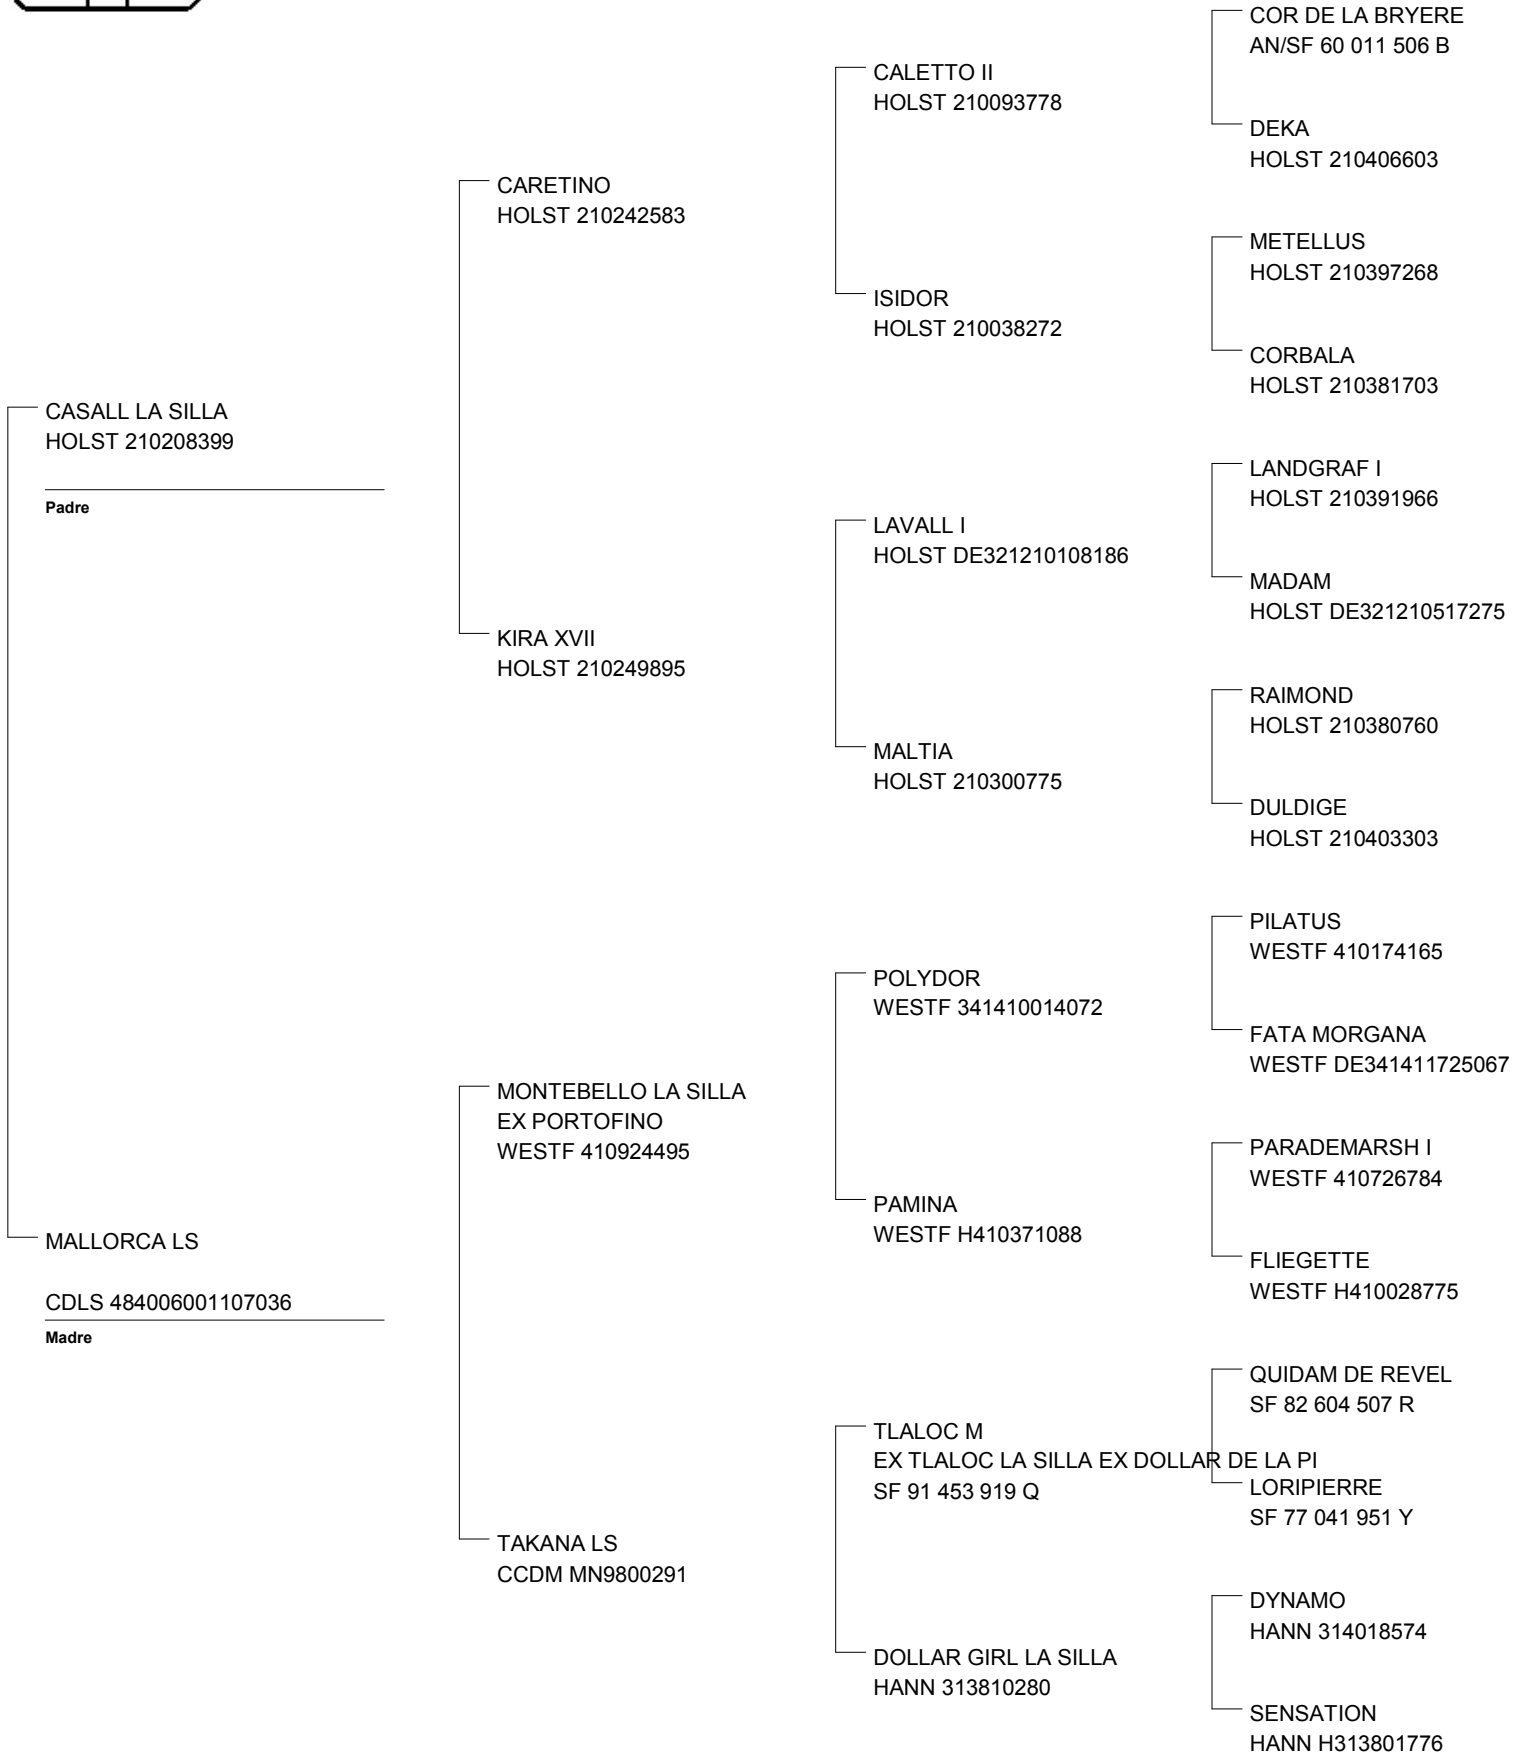 CASALL LA SILLA
HOLST 210208399
Padre
MALLORCA LS
CDLS 484006001107036
Madre
CARETINO
HOLST 210242583
KIRA XVII
HOLST 210249895
MONTEBELLO LA SILLA
EX PORTOFINO
WESTF 410924495
TAKANA LS
CCDM MN9800291
CALETTO II
HOLST 210093778
ISIDOR
HOLST 210038272
LAVALL I
HOLST DE321210108186
MALTIA
HOLST 210300775
POLYDOR
WESTF 341410014072
PAMINA
WESTF H410371088
TLALOC M
EX TLALOC LA SILLA EX DOLLAR DE LA PI
SF 91 453 919 Q
DOLLAR GIRL LA SILLA
HANN 313810280
COR DE LA BRYERE
AN/SF 60 011 506 B
DEKA
HOLST 210406603
METELLUS
HOLST 210397268
CORBALA
HOLST 210381703
LANDGRAF I
HOLST 210391966
MADAM
HOLST DE321210517275
RAIMOND
HOLST 210380760
DULDIGE
HOLST 210403303
PILATUS
WESTF 410174165
FATA MORGANA
WESTF DE341411725067
PARADEMARSH I
WESTF 410726784
FLIEGETTE
WESTF H410028775
QUIDAM DE REVEL
SF 82 604 507 R
LORIPIERRE
SF 77 041 951 Y
DYNAMO
HANN 314018574
SENSATION
HANN H313801776